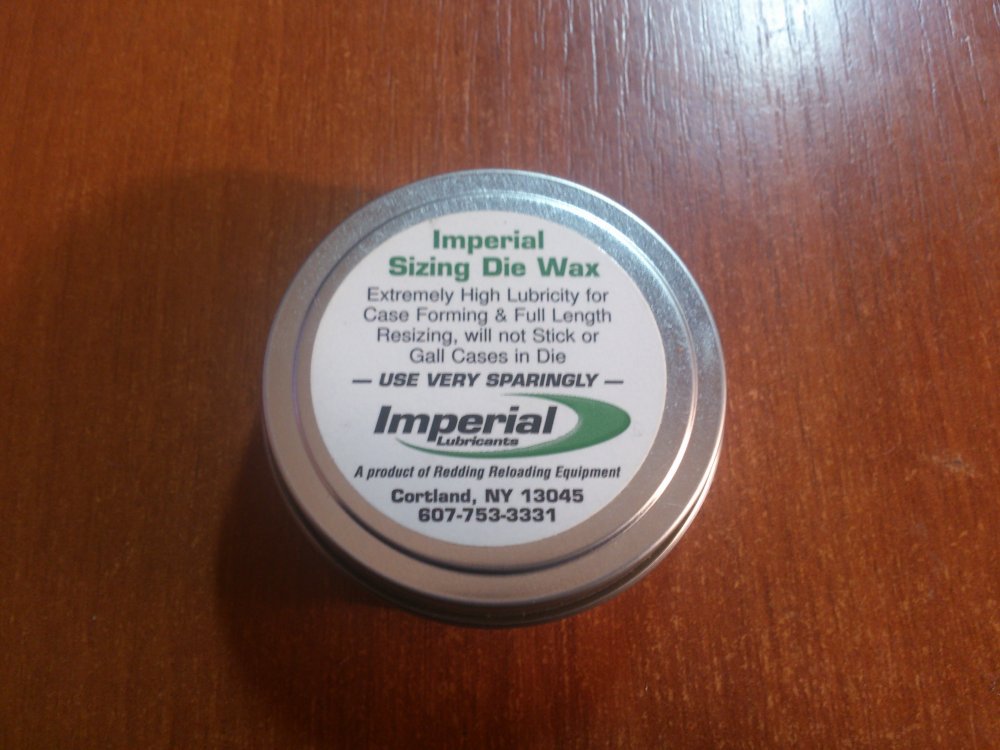 Imperial
Sizing Die Wax
Extremely High Lubricity for
Case Forming & Full Length
Resizing, will not Stick or
Gall Cases in Die
— USE VERY SPARINGLY —
Imperial
Lubricants
A product of Redding Reloading Equipment
Cortland, NY 13045
607-753-3331